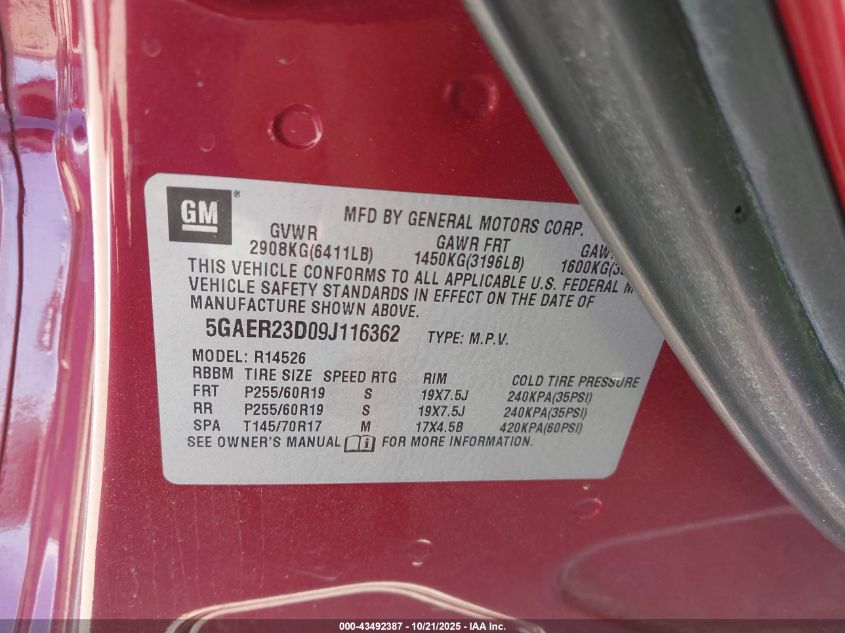 GM ®
MFD BY GENERAL MOTORS CORP.
GVWR GAWR FRT
2908KG(6411LB) 1450KG(3196LB) 1600KG
THIS VEHICLE CONFORMS TO ALL APPLICABLE U.S. FEDERAL
VEHICLE SAFETY STANDARDS IN EFFECT ON THE DATE OF
MANUFACTURE SHOWN ABOVE.
5GAER23D09J116362 TYPE: M.P.V.
MODEL: R14526
RBBM TIRE SIZE SPEED RTG RIM COLD TIRE PRESSURE
FRT P255/60R19 S 19X7.5J 240KPA(35PSI)
RR P255/60R19 S 19X7.5J 240KPA(35PSI)
SPA T145/70R17 M 17X4.5B 420KPA(60PSI)
SEE OWNER'S MANUAL FOR MORE INFORMATION.
000-43492387 - 10/21/2025 - IAA Inc.